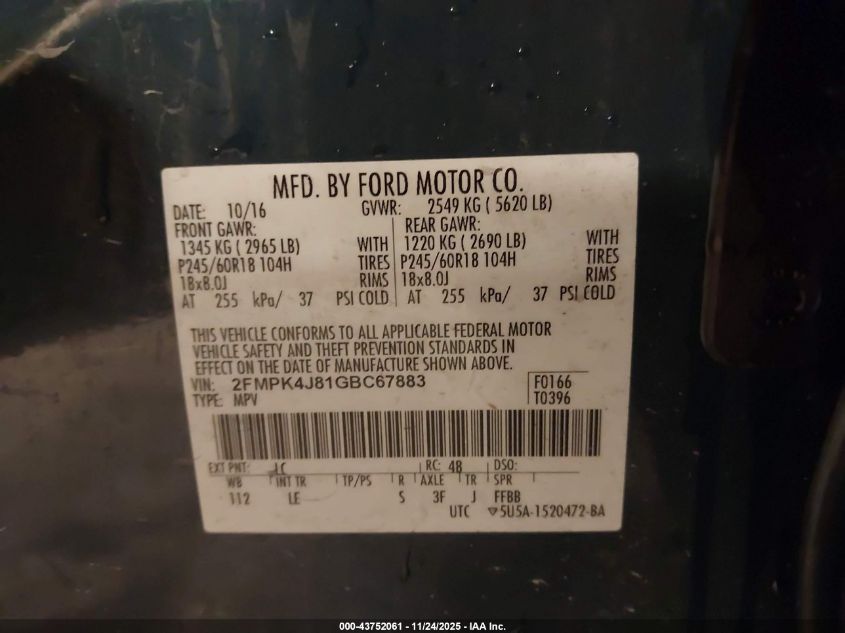 MFD. BY FORD MOTOR CO.
DATE: 10/16 GVWR: 2549 KG ( 5620 LB)
FRONT GAWR: REAR GAWR:
1345 KG ( 2965 LB) WITH 1220 KG ( 2690 LB) WITH
P245/60R18 104H TIRES P245/60R18 104H TIRES
18x8.0J RIMS 18x8.0J RIMS
AT 255 kPa/ 37 PSI COLD AT 255 kPa/ 37 PSI COLD
THIS VEHICLE CONFORMS TO ALL APPLICABLE FEDERAL MOTOR
VEHICLE SAFETY AND THEFT PREVENTION STANDARDS IN
EFFECT ON THE DATE OF MANUFACTURE SHOWN ABOVE.
VIN: 2FMPK4J81GBC67883 F0166
TYPE: MPV T0396
EXT PNT: LC RC: 48 DSO:
WB INT TR TP/PS R AXLE TR SPR
112 LE S 3F J FFBB
UTC 5U5A-1520472-BA
000-43752061 - 11/24/2025 - IAA Inc.